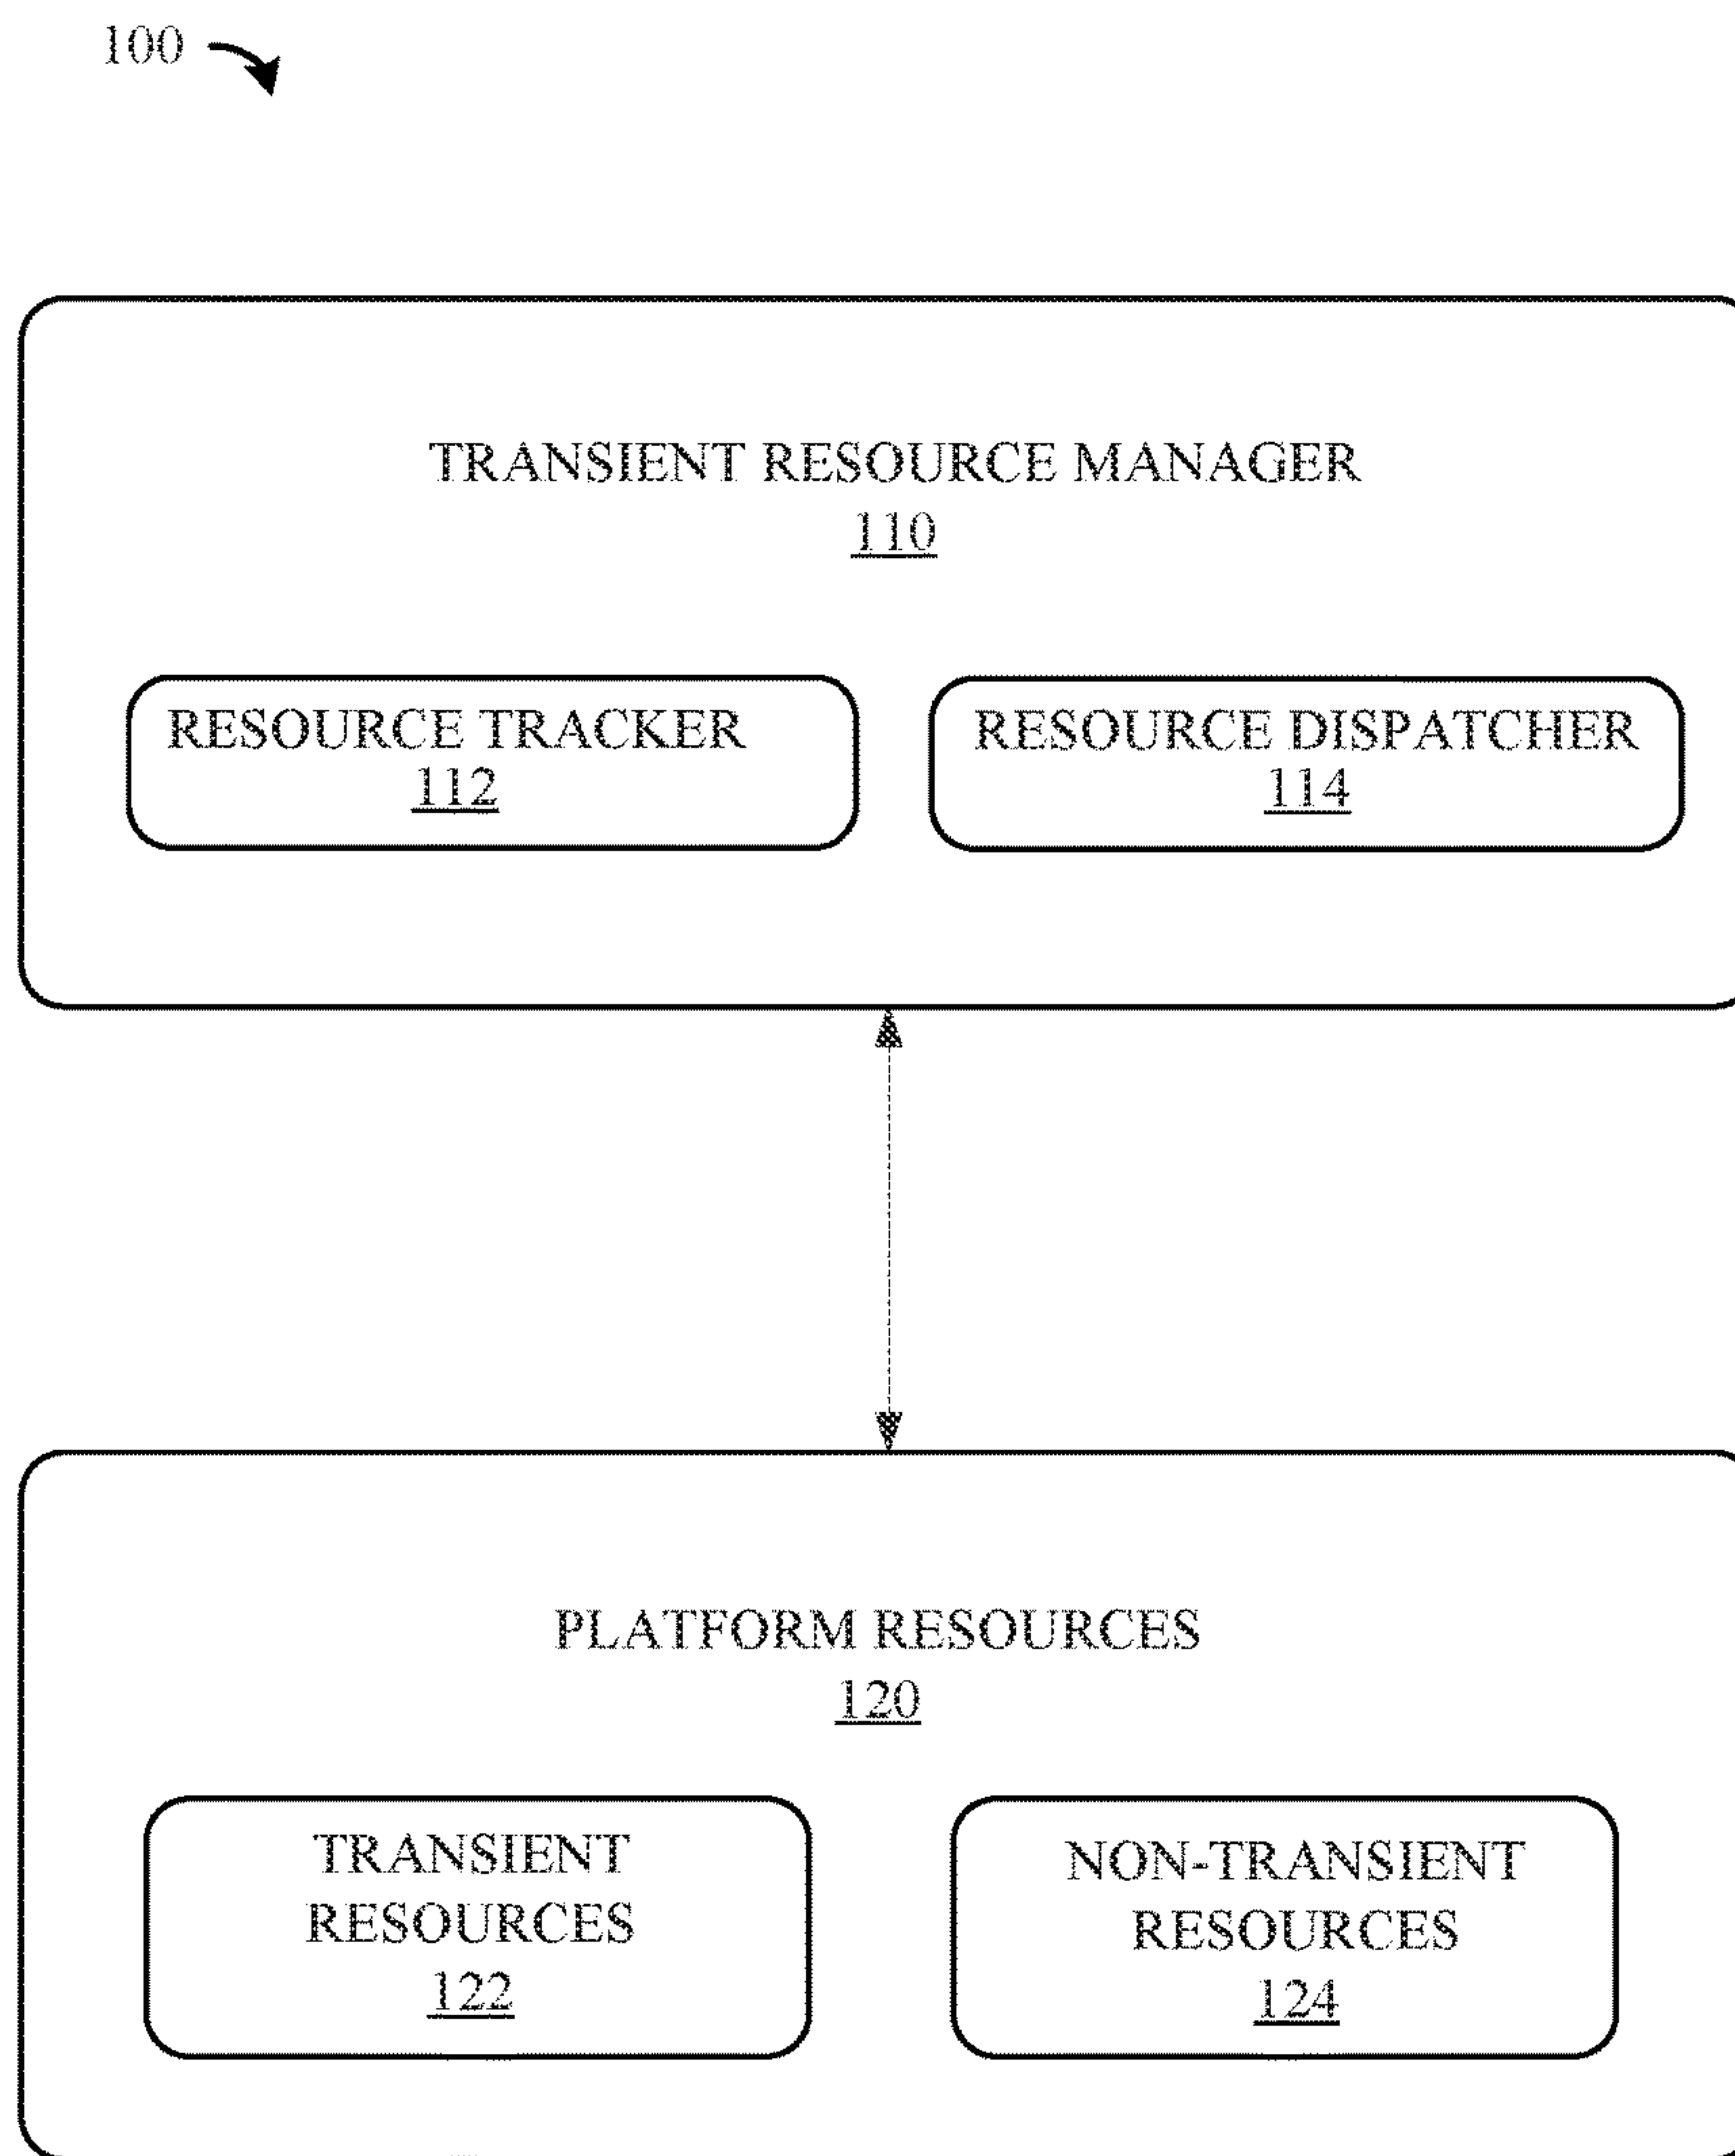 100
TRANSIENT RESOURCE MANAGER
110
RESOURCE TRACKER
112
RESOURCE DISPATCHER
114
PLATFORM RESOURCES
120
TRANSIENT
RESOURCES
122
NON-TRANSIENT
RESOURCES
124